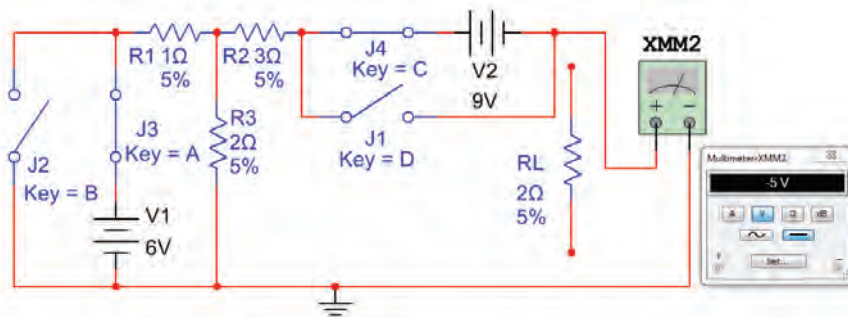 R1 1Ω
5%
R2 3Ω
5%
J4
Key = C
V2
9V
XMM2
J3
Key = A
R3
2Ω
5%
J1
Key = D
J2
Key = B
RL
2Ω
5%
V1
6V
+ −
Multimeter-XMM2
-5 V
A V Ω dB
Set...
+ −